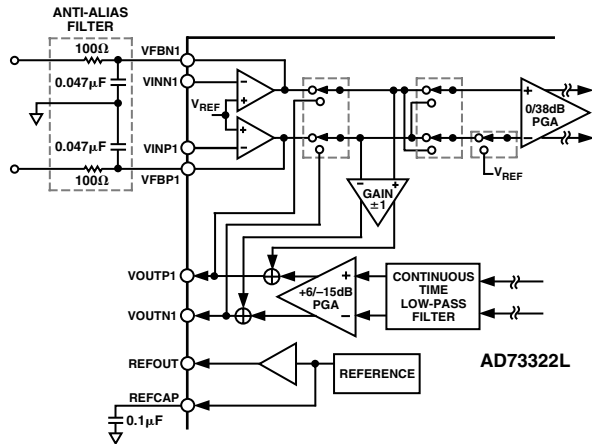 ANTI-ALIAS
FILTER
100Ω
VFBN1
0.047µF
VINN1
VREF
0/38dB
PGA
0.047µF
VINP1
100Ω
VFBP1
VREF
GAIN
±1
VOUTP1
+6/–15dB
PGA
CONTINUOUS
TIME
LOW-PASS
FILTER
VOUTN1
REFOUT
REFERENCE
AD73322L
REFCAP
0.1µF